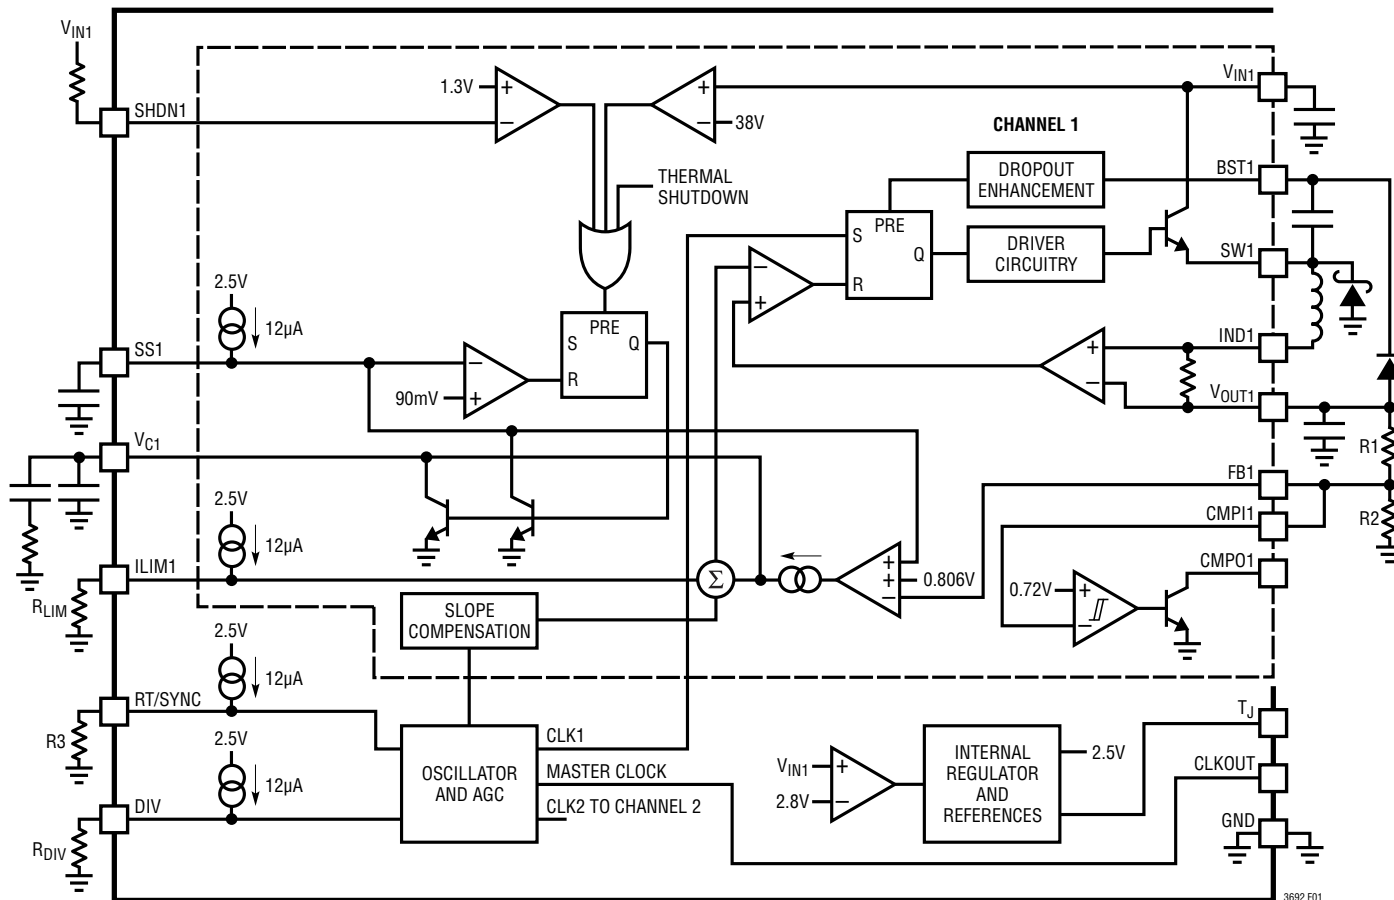 VIN1
SHDN1
1.3V
+
−
+
−
38V
CHANNEL 1
VIN1
THERMAL
SHUTDOWN
DROPOUT
ENHANCEMENT
BST1
PRE
S
Q
R
−
+
DRIVER
CIRCUITRY
SW1
2.5V
12µA
SS1
−
+
90mV
PRE
S
Q
R
+
−
IND1
VOUT1
R1
VC1
FB1
CMPI1
R2
2.5V
12µA
ILIM1
RLIM
Σ
+
+
−
0.806V
CMPO1
0.72V
+
−
SLOPE
COMPENSATION
2.5V
12µA
RT/SYNC
R3
2.5V
12µA
DIV
RDIV
OSCILLATOR
AND AGC
CLK1
MASTER CLOCK
CLK2 TO CHANNEL 2
VIN1
+
2.8V
−
INTERNAL
REGULATOR
AND
REFERENCES
2.5V
TJ
CLKOUT
GND
3692 F01